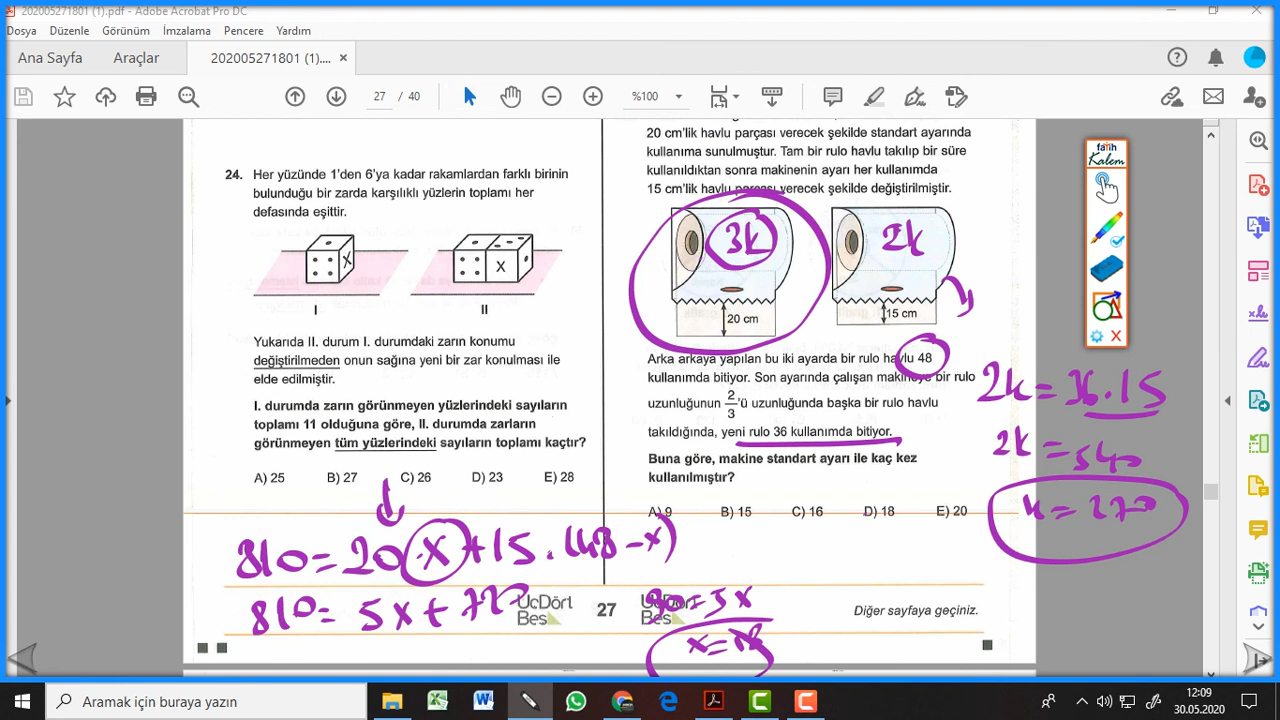 202005271801 (1).pdf - Adobe Acrobat Pro DC
Dosya Düzenle Görünüm İmzalama Pencere Yardım
Ana Sayfa Araçlar 202005271801 (1).... ×
27 / 40 %100
24. Her yüzünde 1'den 6'ya kadar rakamlardan farklı birinin
bulunduğu bir zarda karşılıklı yüzlerin toplamı her
defasında eşittir.
X
X
I II
Yukarıda II. durum I. durumdaki zarın konumu
değiştirilmeden onun sağına yeni bir zar konulması ile
elde edilmiştir.
I. durumda zarın görünmeyen yüzlerindeki sayıların
toplamı 11 olduğuna göre, II. durumda zarların
görünmeyen tüm yüzlerindeki sayıların toplamı kaçtır?
A) 25 B) 27 C) 26 D) 23 E) 28
20 cm'lik havlu parçası verecek şekilde standart ayarında
kullanıma sunulmuştur. Tam bir rulo havlu takılıp bir süre
kullanıldıktan sonra makinenin ayarı her kullanımda
15 cm'lik havlu parçası verecek şekilde değiştirilmiştir.
3k 2k
20 cm 15 cm
Arka arkaya yapılan bu iki ayarda bir rulo havlu 48
kullanımda bitiyor. Son ayarında çalışan makineye bir rulo
uzunluğunun 2/3'ü uzunluğunda başka bir rulo havlu
takıldığında, yeni rulo 36 kullanımda bitiyor.
Buna göre, makine standart ayarı ile kaç kez
kullanılmıştır?
A) 9 B) 15 C) 16 D) 18 E) 20
2k = 36.15
2k = 540
k = 270
810 = 20.x + 15.(48 - x)
810 = 5x + 720
90 = 5x
x = 18
ÜçDört
Beş
27
ÜçDört
Beş
Diğer sayfaya geçiniz.
fatih
Kalem
Aramak için buraya yazın
12:09
30.05.2020